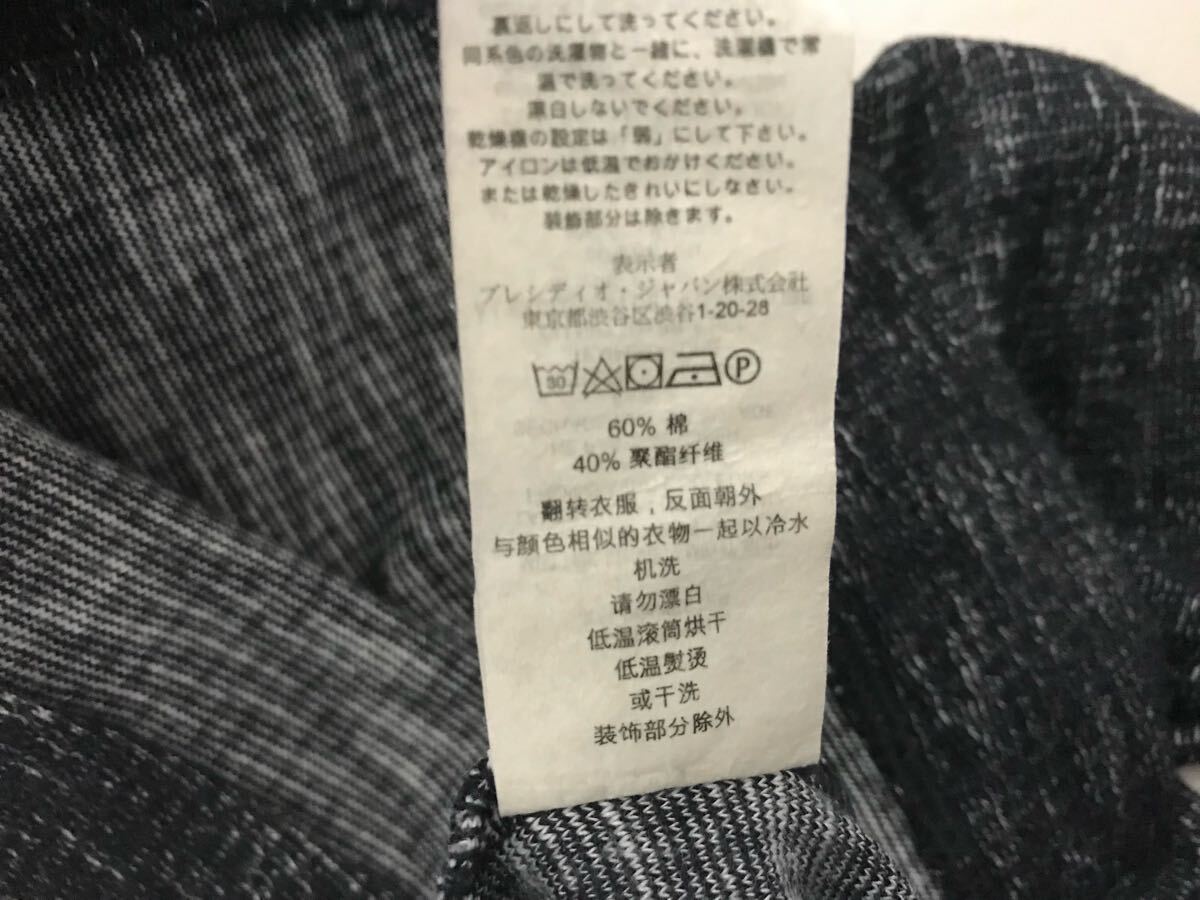 裏返しにして洗ってください。
同系色の洗濯物と一緒に、洗濯機で常
温で洗ってください。
漂白しないでください。
乾燥機の設定は「弱」にして下さい。
アイロンは低温でおがけください。
または乾燥したきれいにしなさい。
装飾部分は除きます。
表示者
プレシディオ・ジャパン株式会社
東京都渋谷区渋谷1-20-28
30 P
60% 棉
40% 聚酯纤维
翻转衣服，反面朝外
与颜色相似的衣物一起以冷水
机洗
请勿漂白
低温滚筒烘干
低温熨烫
或干洗
装饰部分除外